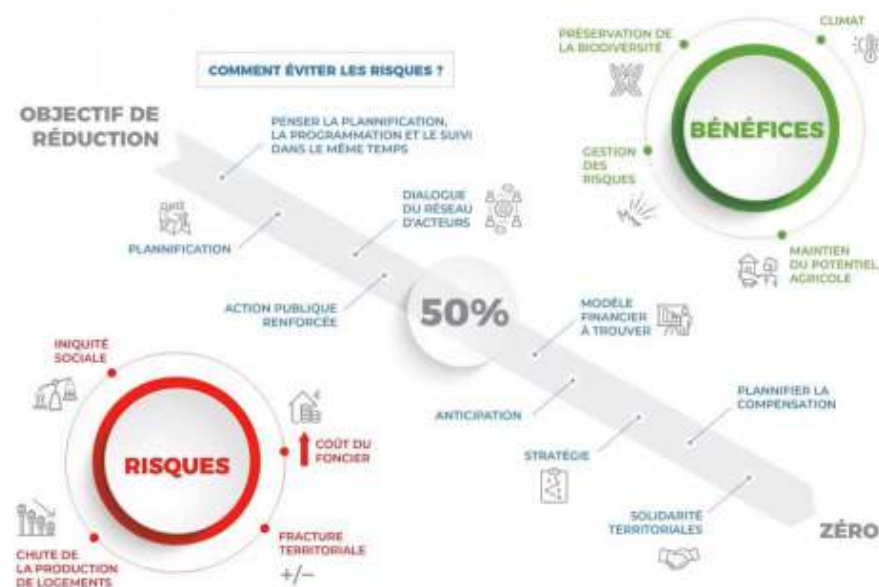 COMMENT ÉVITER LES RISQUES ?
OBJECTIF DE
RÉDUCTION
PENSER LA PLANNIFICATION,
LA PROGRAMMATION ET LE SUIVI
DANS LE MÊME TEMPS
PLANNIFICATION
DIALOGUE
DU RÉSEAU
D'ACTEURS
ACTION PUBLIQUE
RENFORCÉE
50%
MODÈLE
FINANCIER
À TROUVER
ANTICIPATION
PLANNIFIER LA
COMPENSATION
STRATÉGIE
SOLIDARITÉ
TERRITORIALES
ZÉRO
PRÉSERVATION DE
LA BIODIVERSITÉ
CLIMAT
BÉNÉFICES
GESTION
DES
RISQUES
MAINTIEN
DU POTENTIEL
AGRICOLE
INIQUITÉ
SOCIALE
RISQUES
COÛT DU
FONCIER
CHUTE DE
LA PRODUCTION
DE LOGEMENTS
FRACTURE
TERRITORIALE
+/−